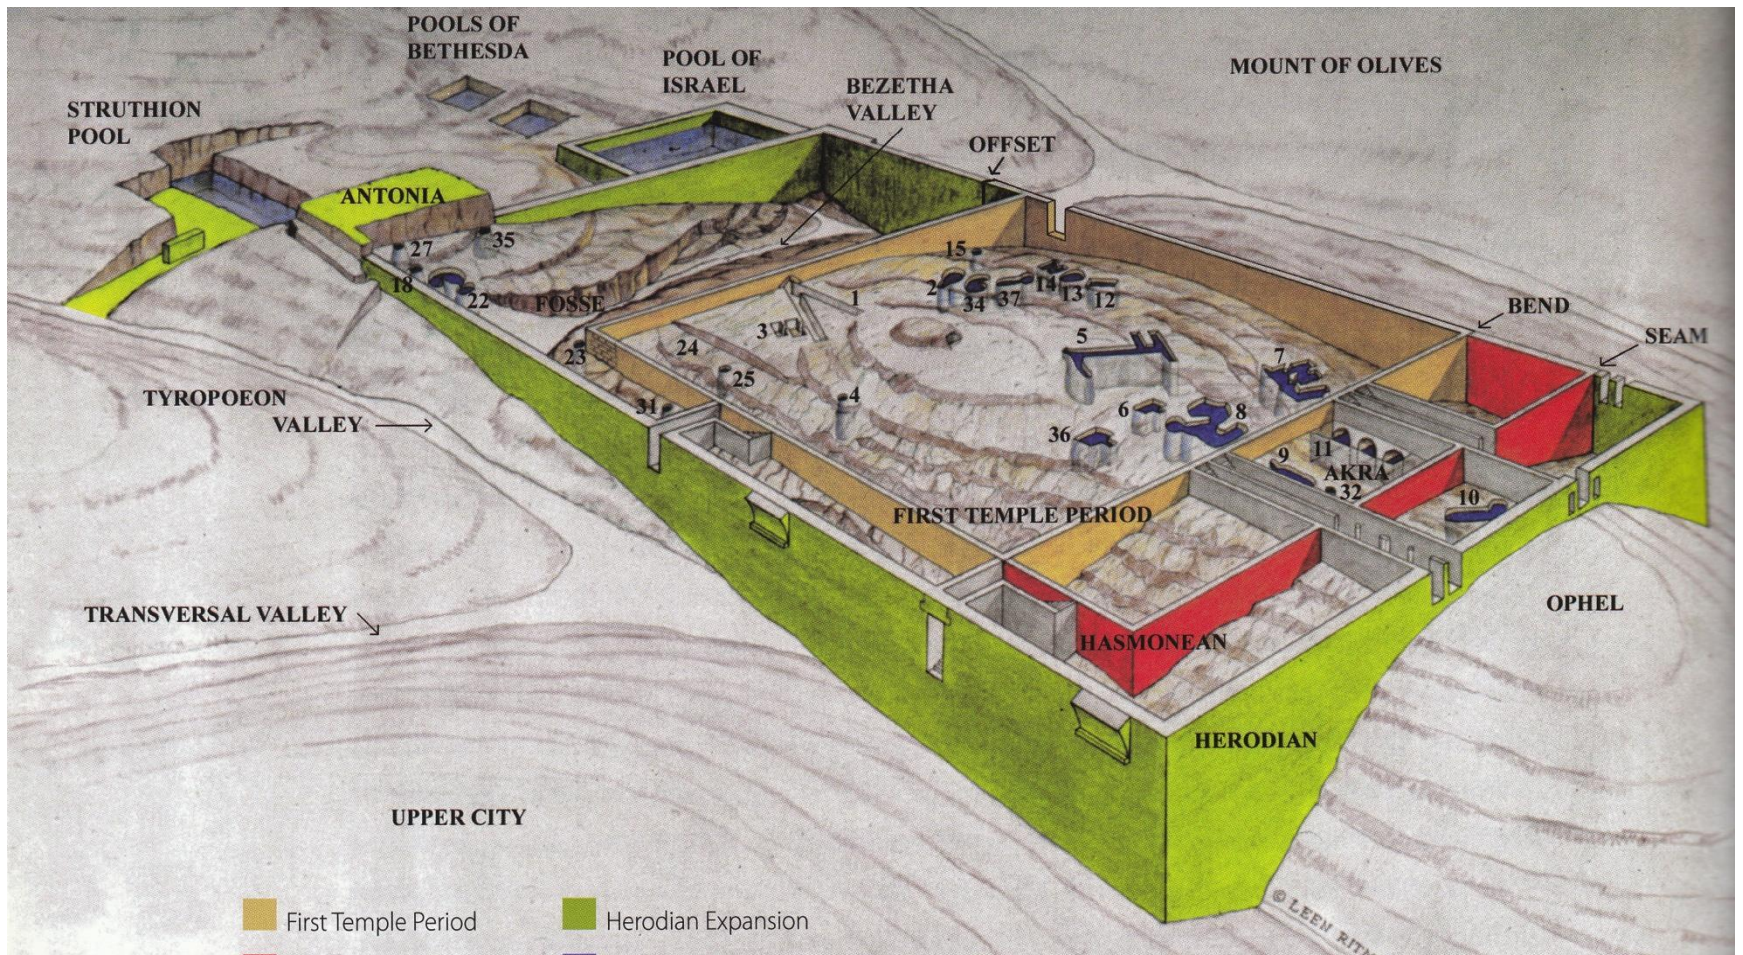 POOLS OF
BETHESDA
POOL OF
ISRAEL
BEZETHA
VALLEY
MOUNT OF OLIVES
STRUTHION
POOL
OFFSET
ANTONIA
27
35
15
18
22
FOSSE
2
34
37
14
13
12
1
3
BEND
SEAM
23
24
25
5
7
TYROPOEON
VALLEY
31
4
6
8
36
9
11
AKRA
32
10
FIRST TEMPLE PERIOD
TRANSVERSAL VALLEY
OPHEL
HASMONEAN
HERODIAN
UPPER CITY
First Temple Period
Herodian Expansion
© LEEN